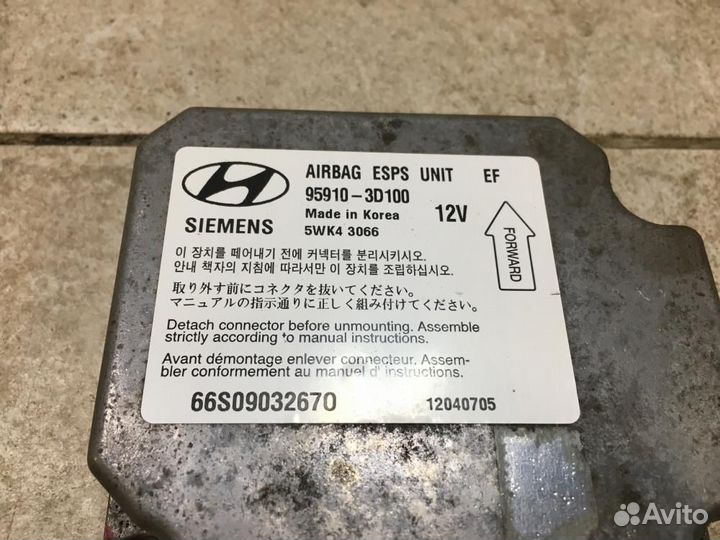 AIRBAG ESPS UNIT EF
95910-3D100
Made in Korea 12V
SIEMENS
5WK4 3066
FORWARD
이 장치를 떼어내기 전에 커넥터를 분리시키시오.
안내 책자의 지침에 따라서만 이 장치를 조립하십시오.
取り外す前にコネクタを抜いてください。
マニュアルの指示通りに正しく組み付けてください。
Detach connector before unmounting. Assemble
strictly according to manual instructions.
Avant démontage enlever connecteur. Assem-
bler conformement au manuel d' instructions.
66S09032670 12040705
Avito